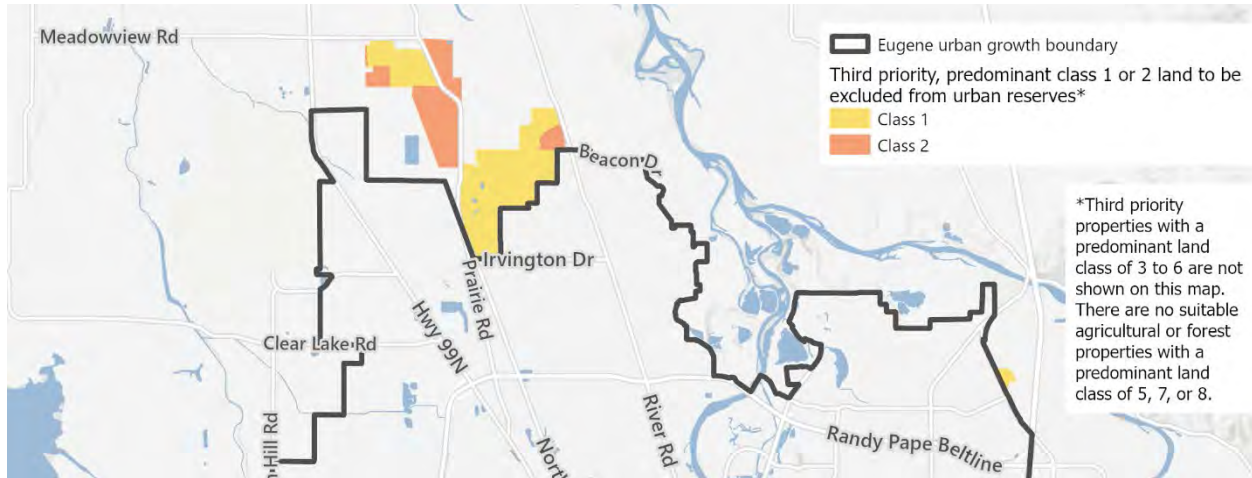 Meadowview Rd
Eugene urban growth boundary
Third priority, predominant class 1 or 2 land to be
excluded from urban reserves*
Class 1
Class 2
Beacon Dr
*Third priority
properties with a
predominant land
class of 3 to 6 are not
shown on this map.
There are no suitable
agricultural or forest
properties with a
predominant land
class of 5, 7, or 8.
Irvington Dr
Prairie Rd
Hwy 99N
Clear Lake Rd
Hill Rd
North
River Rd
Randy Pape Beltline